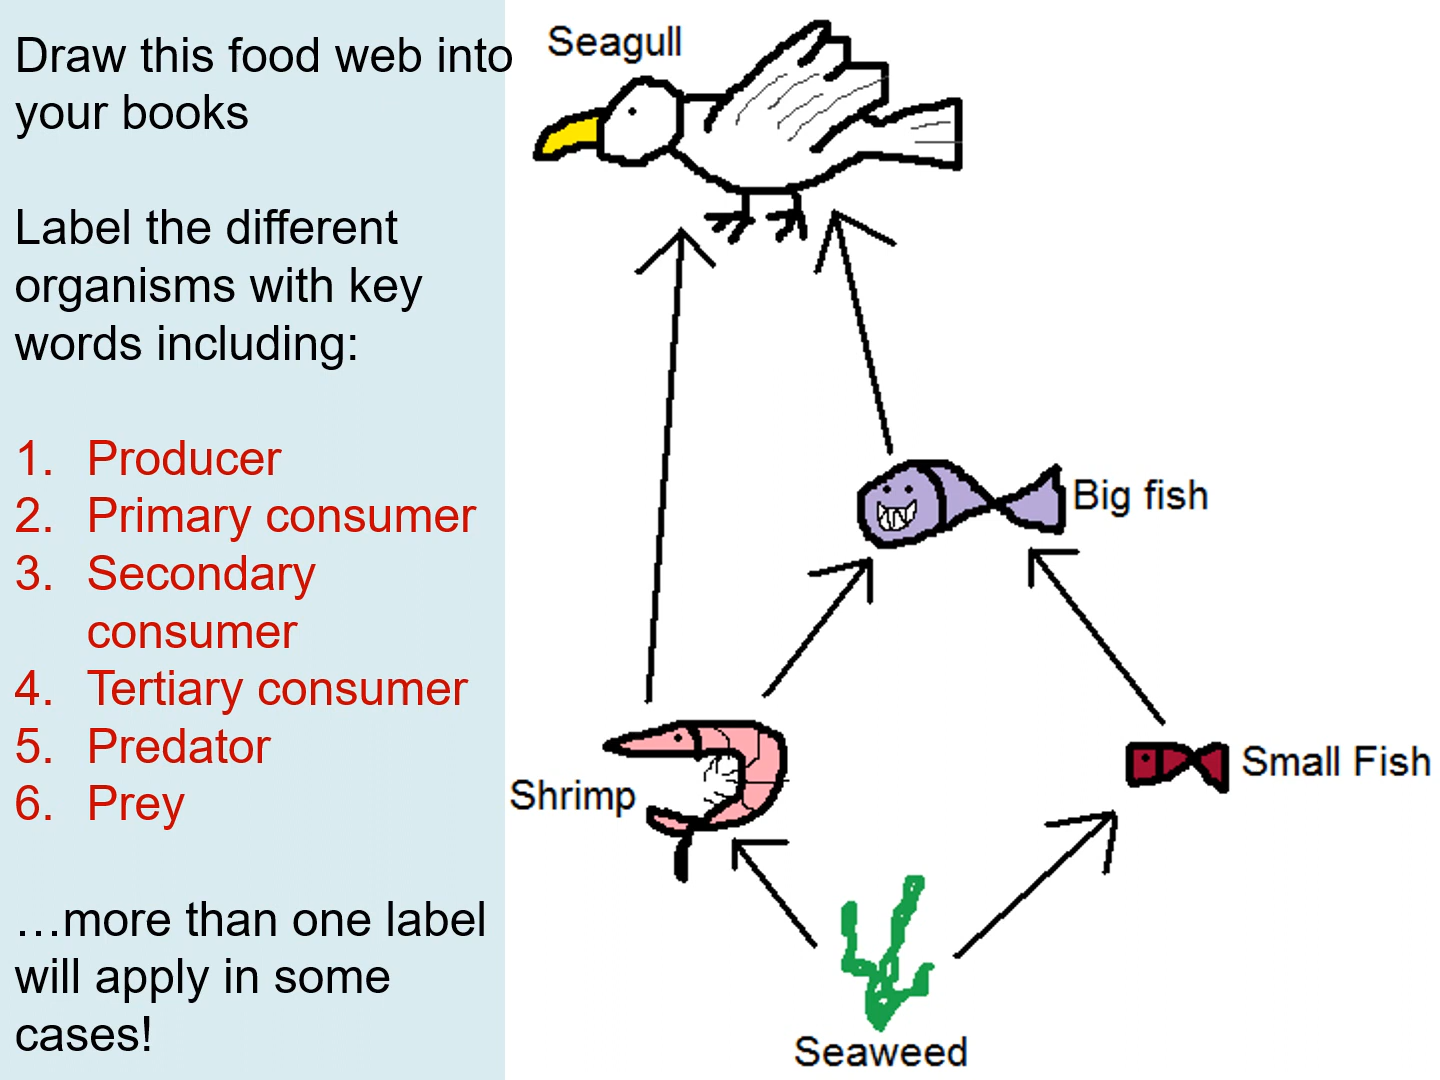 Draw this food web into
your books
Label the different
organisms with key
words including:
1. Producer
2. Primary consumer
3. Secondary
consumer
4. Tertiary consumer
5. Predator
6. Prey
…more than one label
will apply in some
cases!
Seagull
Big fish
Small Fish
Shrimp
Seaweed